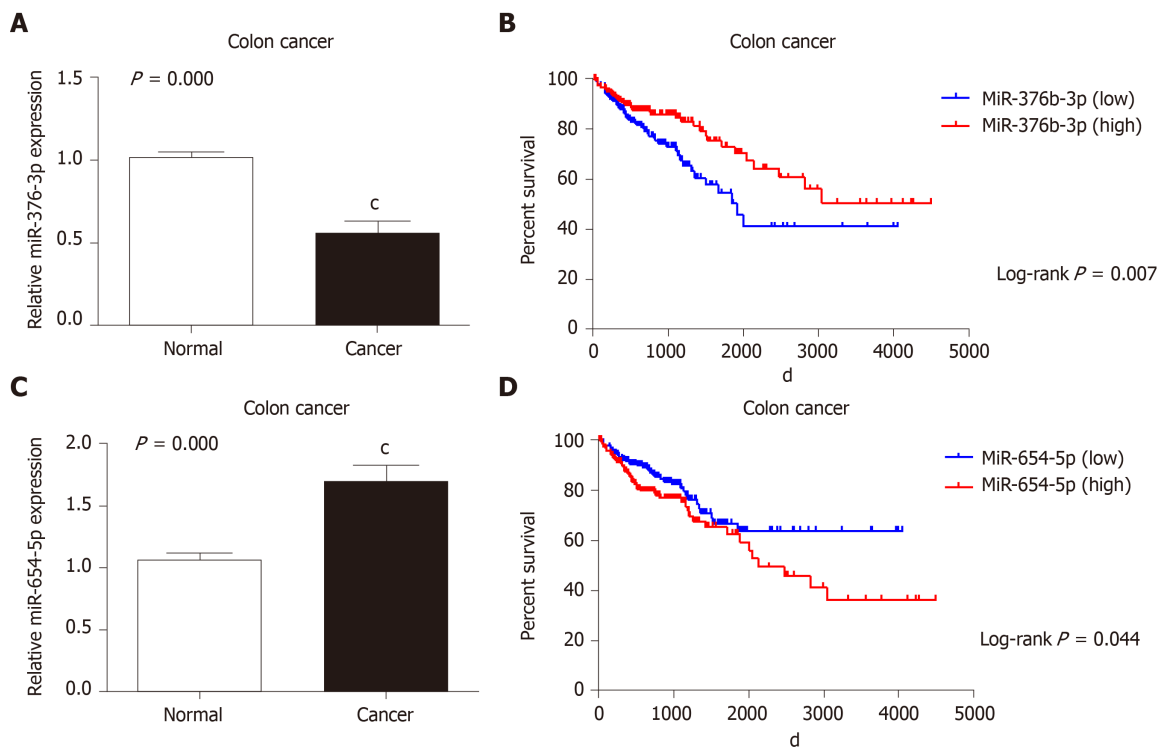 A
Colon cancer
P = 0.000
Relative miR-376-3p expression
1.5
1.0
0.5
0.0
c
Normal
Cancer
B
Colon cancer
Percent survival
100
80
60
40
20
0
MiR-376b-3p (low)
MiR-376b-3p (high)
Log-rank P = 0.007
0
1000
2000
3000
4000
5000
d
C
Colon cancer
P = 0.000
Relative miR-654-5p expression
2.0
1.5
1.0
0.5
0.0
c
Normal
Cancer
D
Colon cancer
Percent survival
100
80
60
40
20
0
MiR-654-5p (low)
MiR-654-5p (high)
Log-rank P = 0.044
0
1000
2000
3000
4000
5000
d